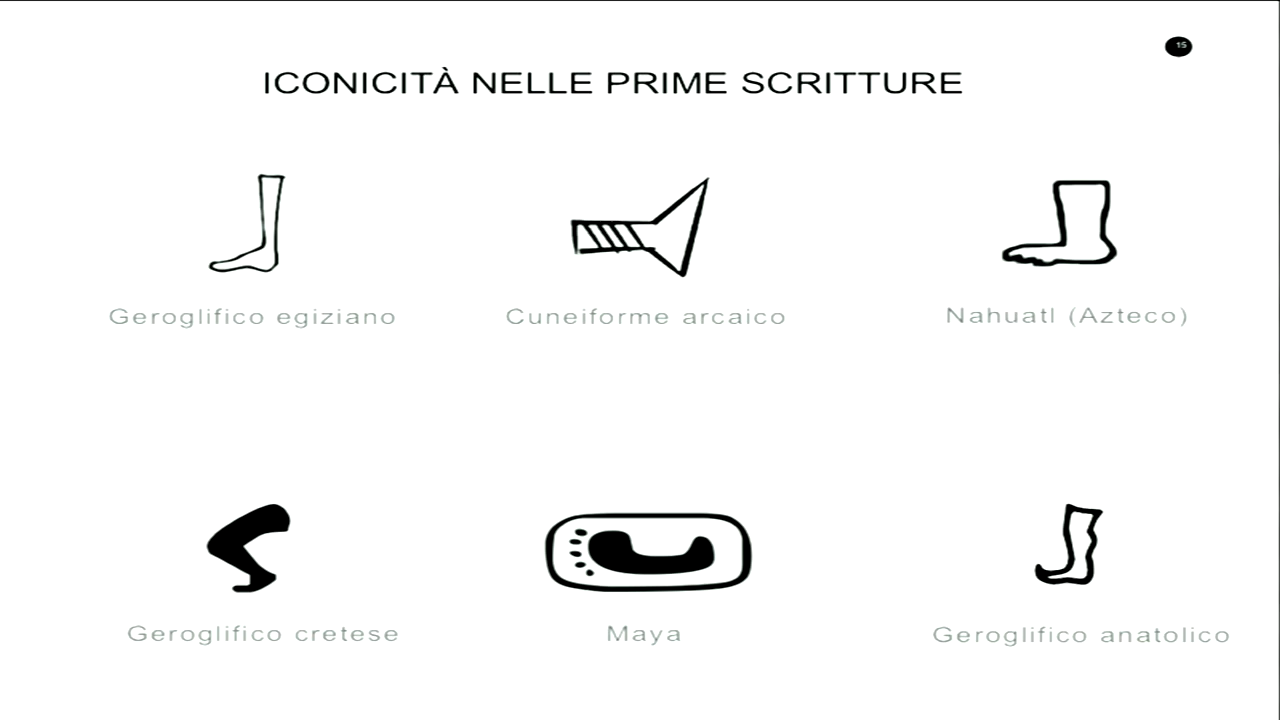 15
ICONICITÀ NELLE PRIME SCRITTURE
Geroglifico egiziano
Cuneiforme arcaico
Nahuatl (Azteco)
Geroglifico cretese
Maya
Geroglifico anatolico